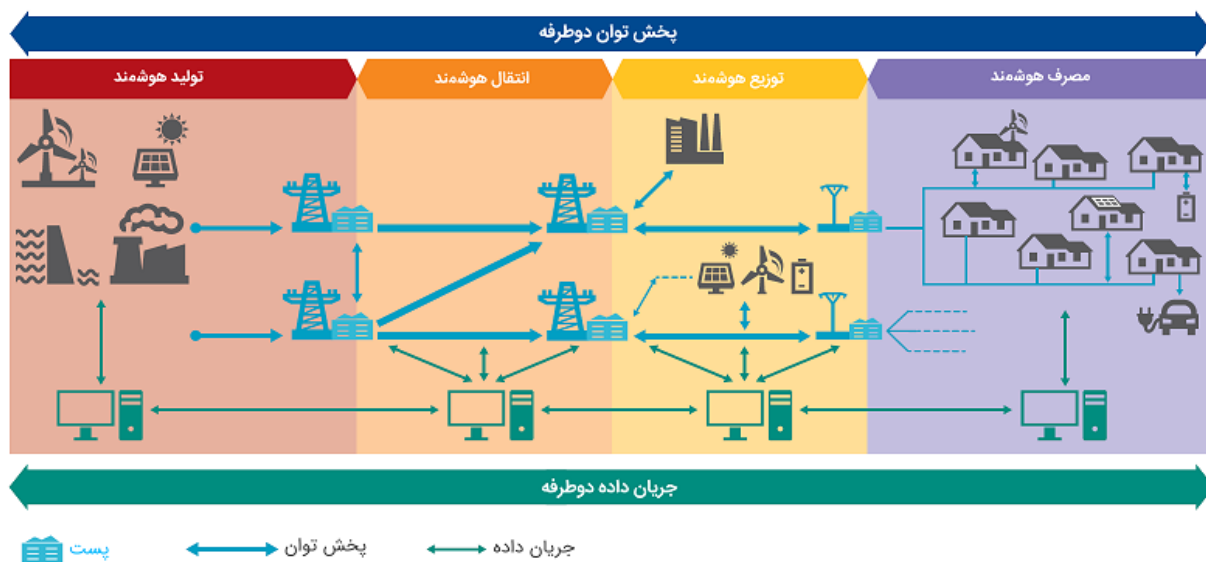 پخش توان دوطرفه
تولید هوشمند
انتقال هوشمند
توزیع هوشمند
مصرف هوشمند
جریان داده دوطرفه
پست
پخش توان
جریان داده